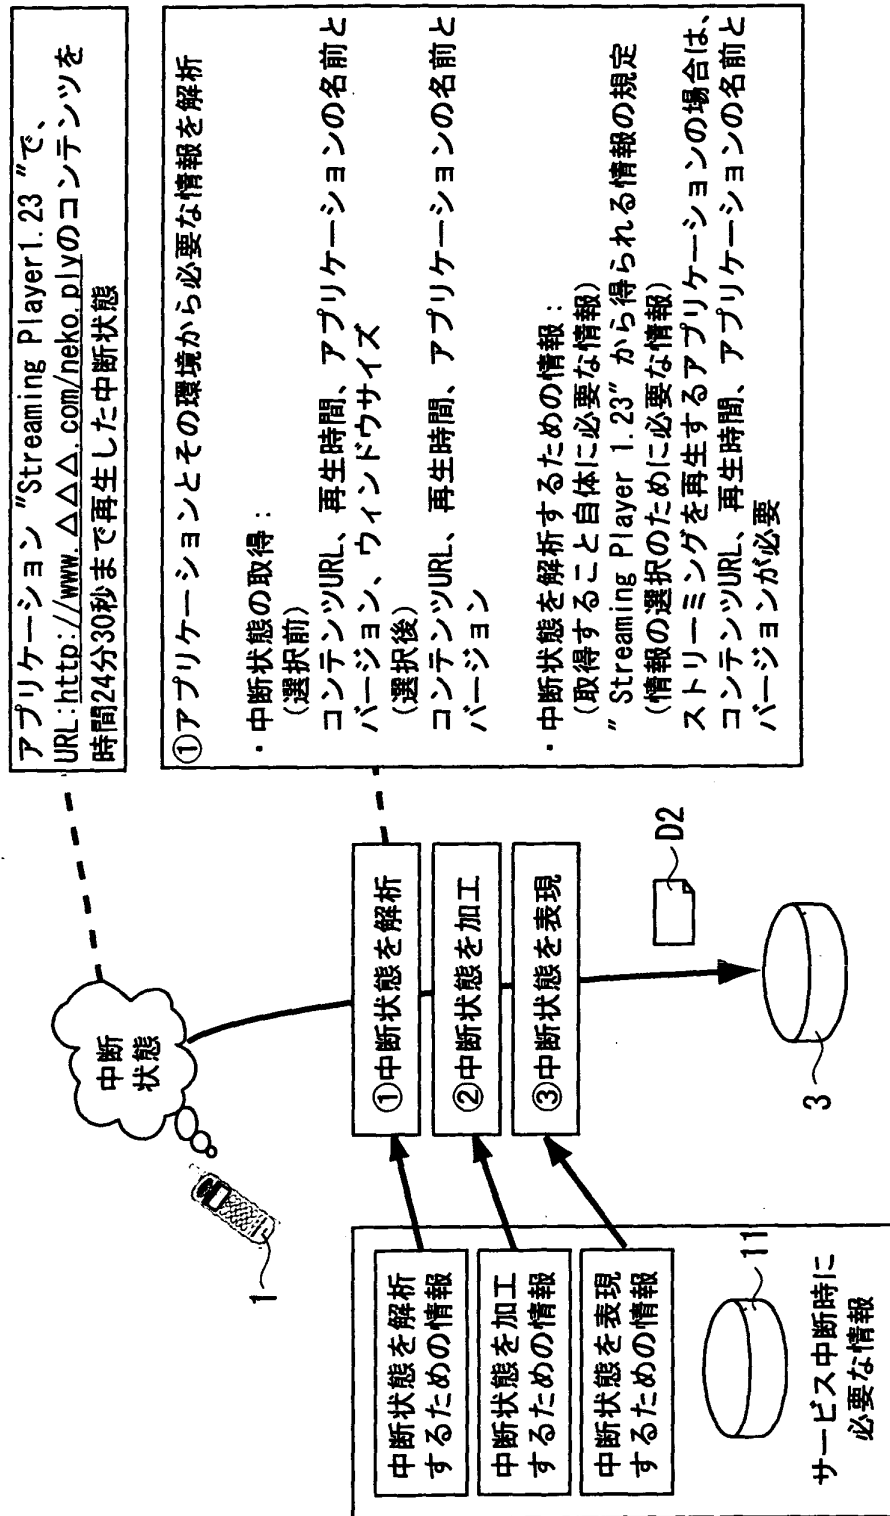 アプリケーション"Streaming Player1.23 "で、
URL:http://www.△△△.com/neko.plyのコンテンツを
時間24分30秒まで再生した中断状態
①アプリケーションとその環境から必要な情報を解析
・中断状態の取得：
(選択前)
コンテンツURL、再生時間、アプリケーションの名前と
バージョン、ウィンドウサイズ
(選択後)
コンテンツURL、再生時間、アプリケーションの名前と
バージョン
・中断状態を解析するための情報：
(取得すること自体に必要な情報)
"Streaming Player 1.23"から得られる情報の規定
(情報の選択のために必要な情報)
ストリーミングを再生するアプリケーションの場合は、
コンテンツURL、再生時間、アプリケーションの名前と
バージョンが必要
中断
状態
1
①中断状態を解析
②中断状態を加工
③中断状態を表現
D2
3
中断状態を解析
するための情報
中断状態を加工
するための情報
中断状態を表現
するための情報
11
サービス中断時に
必要な情報